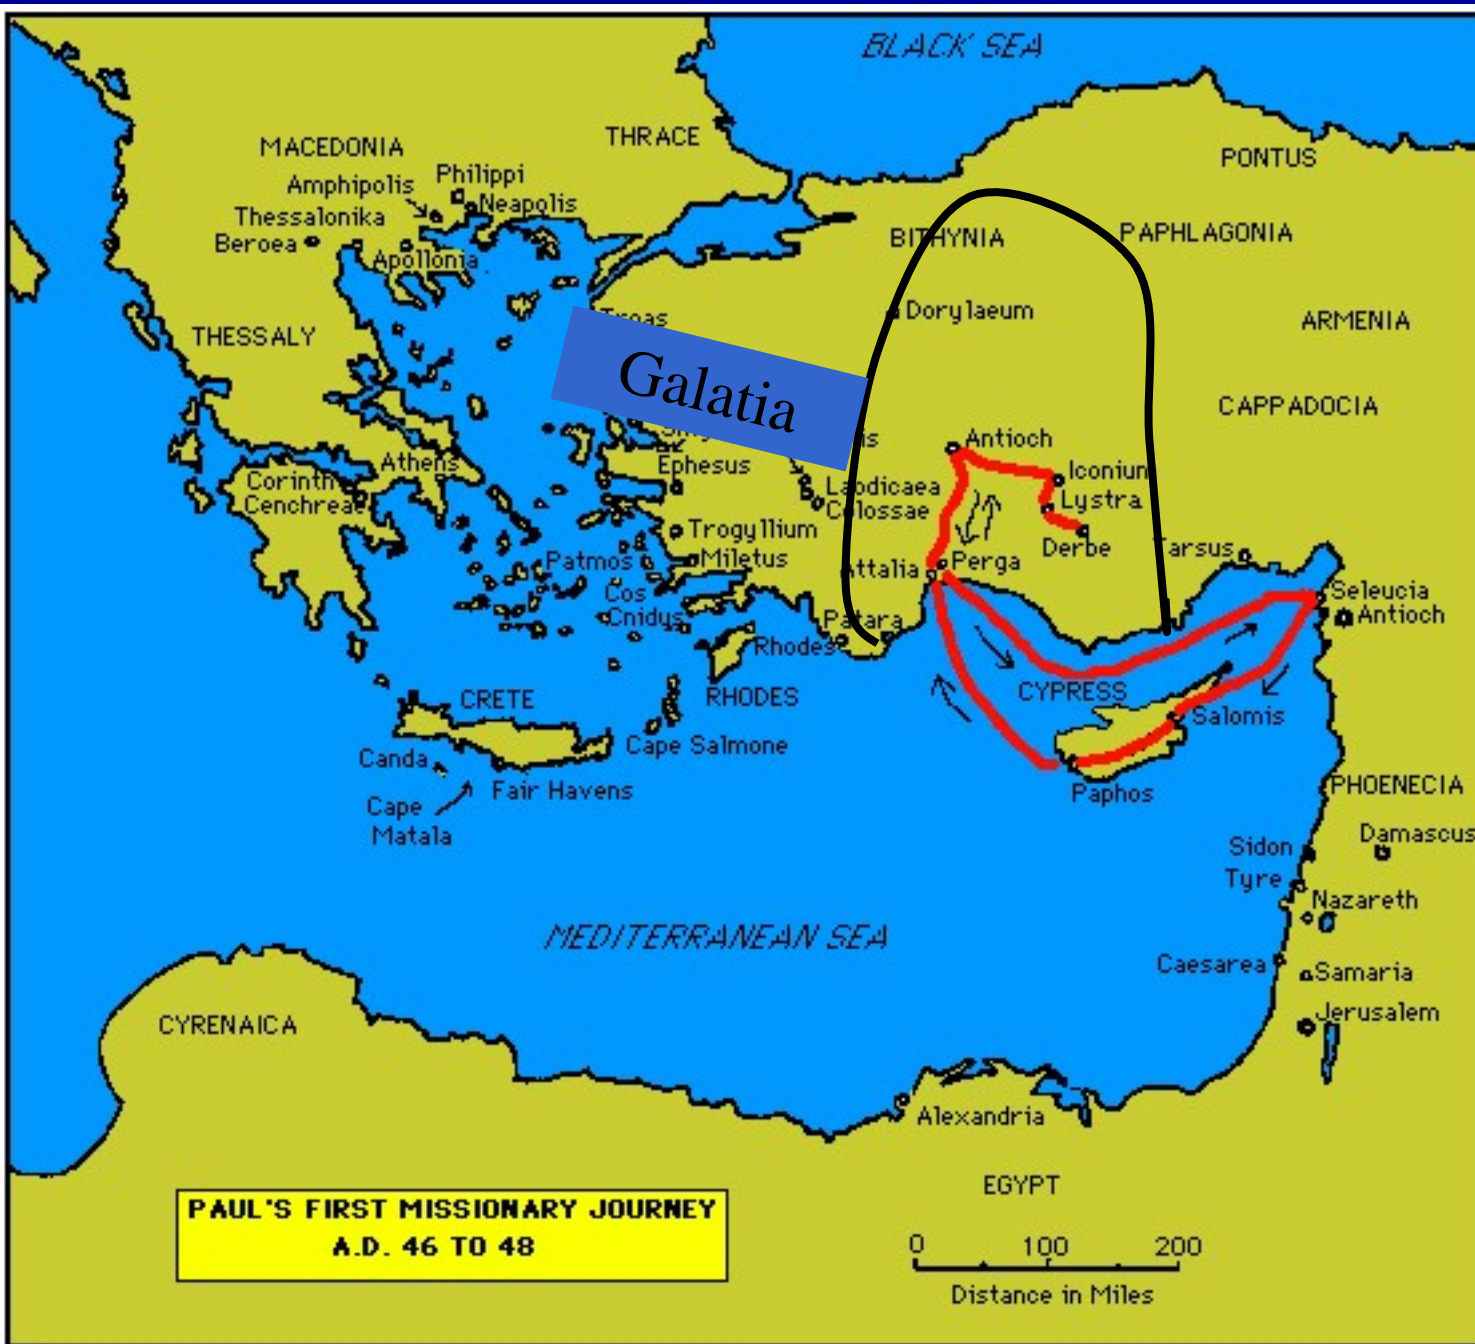 BLACK SEA
THRACE
MACEDONIA
PONTUS
Amphipolis
Philippi
Neapolis
Thessalonika
Beroea
Apollonia
BITHYNIA
PAPHLAGONIA
Dorylaeum
ARMENIA
THESSALY
Troas
Galatia
CAPPADOCIA
Antioch
Iconium
Athens
Ephesus
Corinth
Cenchrea
Laodicaea
Colossae
Lystra
Derbe
Trogyllium
Miletus
Patmos
Perga
Attalia
Tarsus
Cos
Cnidus
Seleucia
Antioch
Patara
Rhodes
RHODES
CRETE
CYPRESS
Salomis
Cape Salmone
Canda
Fair Havens
Cape
Matala
Paphos
PHOENECIA
Sidon
Damascus
Tyre
Nazareth
MEDITERRANEAN SEA
Caesarea
Samaria
Jerusalem
CYRENAICA
Alexandria
EGYPT
PAUL'S FIRST MISSIONARY JOURNEY
A.D. 46 TO 48
0 100 200
Distance in Miles